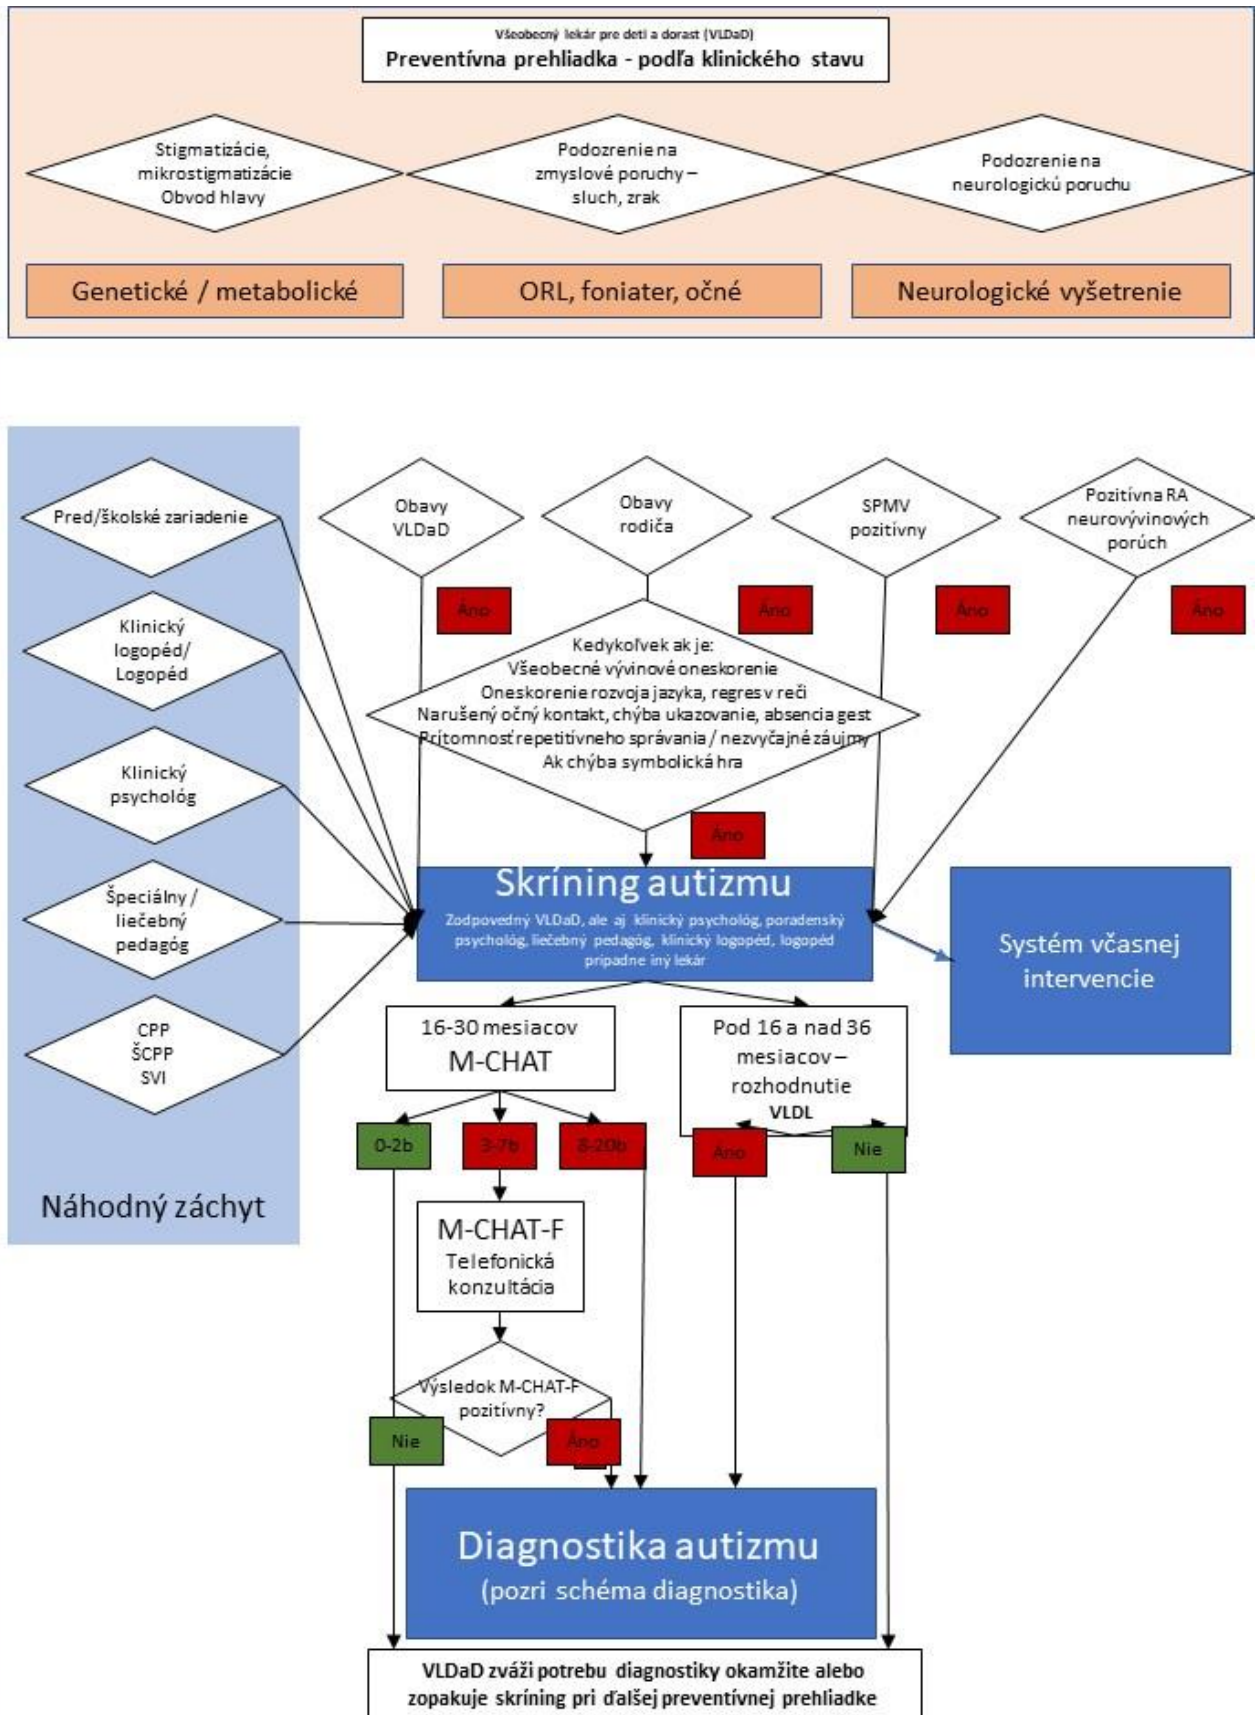 Všeobecný lekár pre deti a dorast (VLDaD)
Preventívna prehliadka - podľa klinického stavu
Stigmatizácie,
mikrostigmatizácie
Obvod hlavy
Podozrenie na
zmyslové poruchy –
sluch, zrak
Podozrenie na
neurologickú poruchu
Genetické / metabolické
ORL, foniater, očné
Neurologické vyšetrenie
Pred/školské zariadenie
Klinický
logopéd/
Logopéd
Klinický
psychológ
Špeciálny /
liečebný
pedagóg
CPP
ŠCPP
SVI
Náhodný záchyt
Obavy
VLDaD
Obavy
rodiča
SPMV
pozitívny
Pozitívna RA
neurovývinových
porúch
Áno
Áno
Áno
Áno
Kedykoľvek ak je:
Všeobecné vývinové oneskorenie
Oneskorenie rozvoja jazyka, regres v reči
Narušený očný kontakt, chýba ukazovanie, absencia gest
Prítomnosť repetitívneho správania / nezvyčajné záujmy
Ak chýba symbolická hra
Áno
Skríning autizmu
Zodpovedný VLDaD, ale aj klinický psychológ, poradenský
psychológ, liečebný pedagóg, klinický logopéd, logopéd
prípadne iný lekár
Systém včasnej
intervencie
16-30 mesiacov
M-CHAT
Pod 16 a nad 36
mesiacov –
rozhodnutie
VLDL
0-2b
3-7b
8-20b
Áno
Nie
M-CHAT-F
Telefonická
konzultácia
Výsledok M-CHAT-F
pozitívny?
Nie
Áno
Diagnostika autizmu
(pozri schéma diagnostika)
VLDaD zváži potrebu diagnostiky okamžite alebo
zopakuje skríning pri ďalšej preventívnej prehliadke